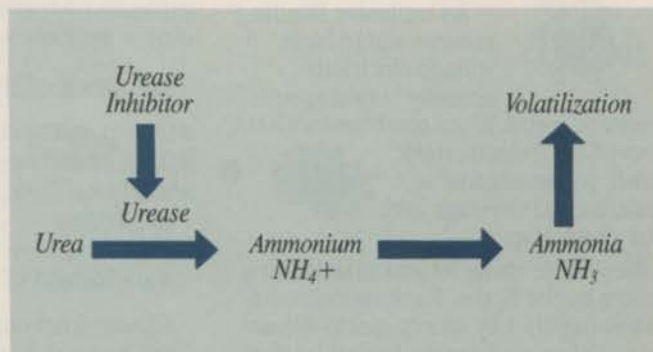 Urease
Inhibitor
Volatilization
Urease
Urea
Ammonium
NH₄+
Ammonia
NH₃